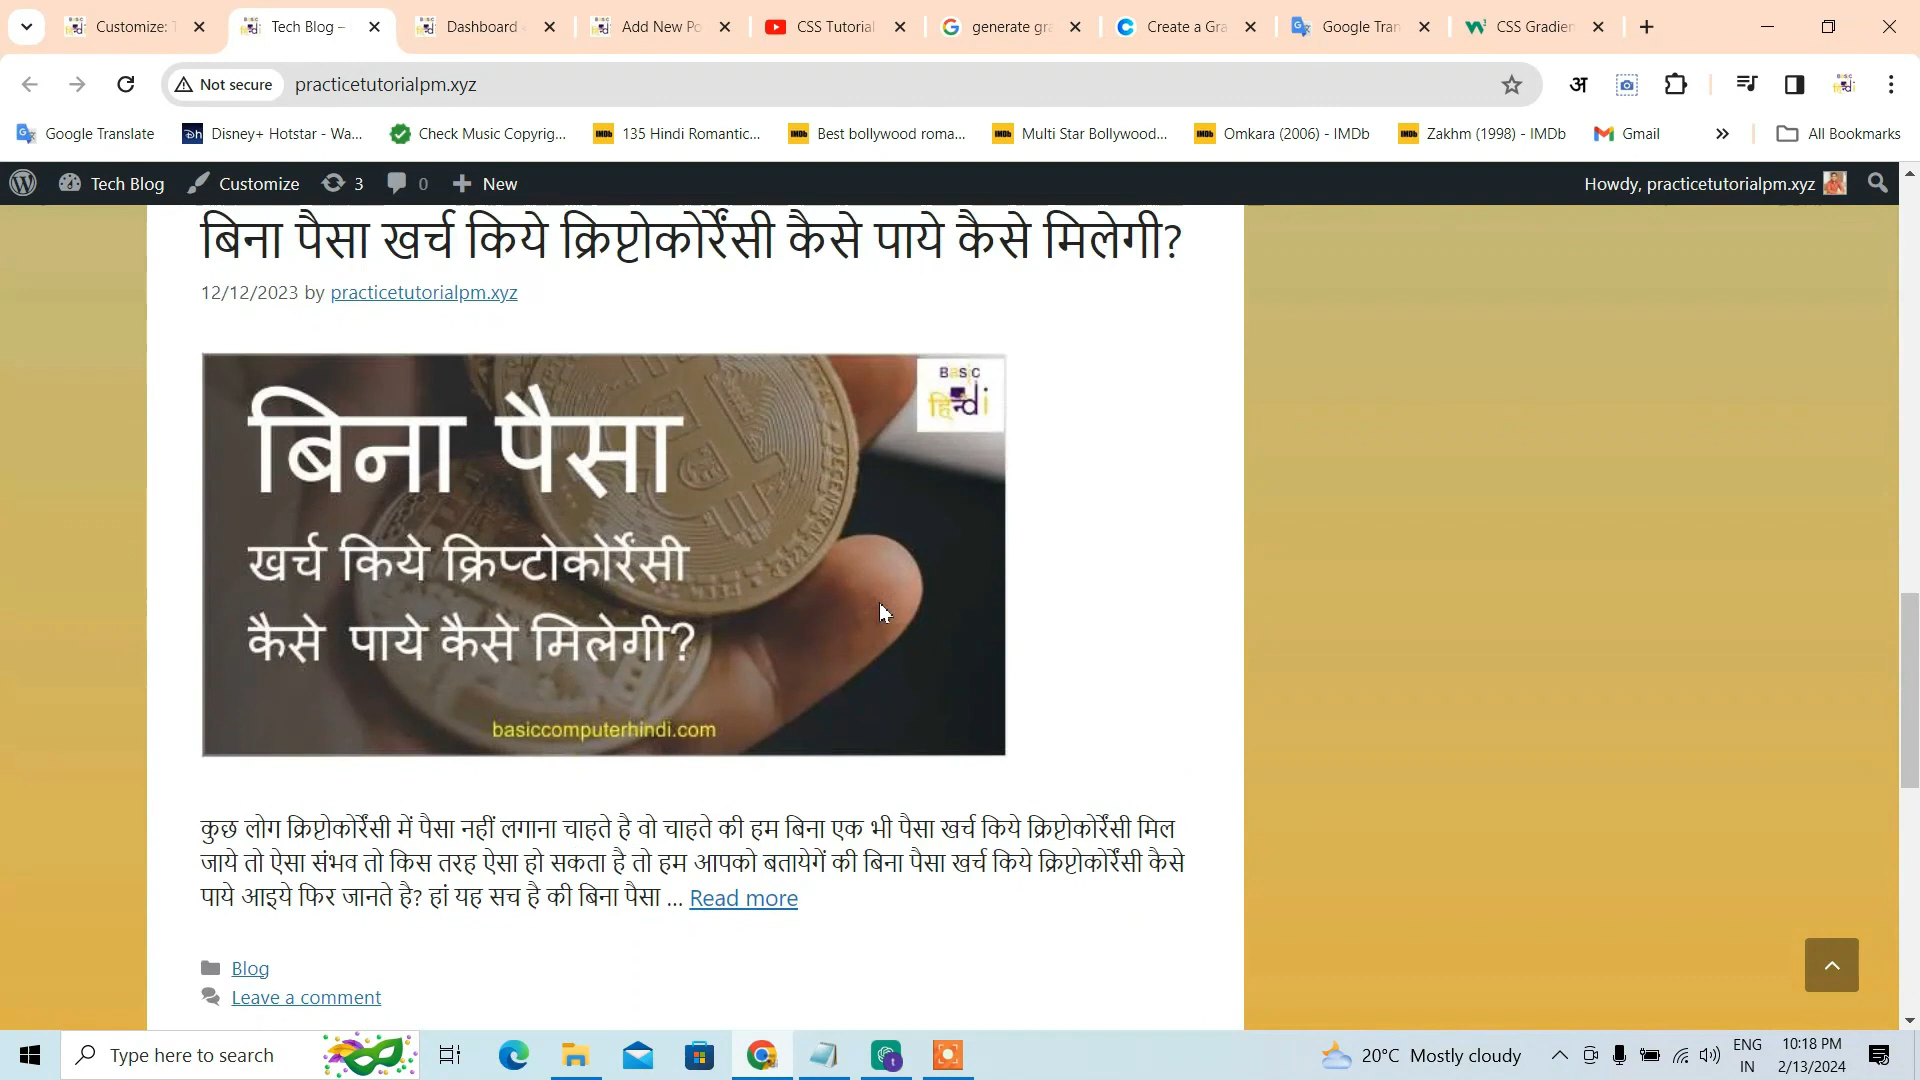 Customize: T
Tech Blog –
Dashboard
Add New Po
CSS Tutorial
generate gra
Create a Gra
Google Tran
CSS Gradien
Not secure
practicetutorialpm.xyz
अ
Google Translate
Disney+ Hotstar - Wa...
Check Music Copyrig...
135 Hindi Romantic...
Best bollywood roma...
Multi Star Bollywood...
Omkara (2006) - IMDb
Zakhm (1998) - IMDb
Gmail
All Bookmarks
Tech Blog
Customize
3
0
New
Howdy, practicetutorialpm.xyz
बिना पैसा खर्च किये क्रिप्टोकोर्रेंसी कैसे पाये कैसे मिलेगी?
12/12/2023 by practicetutorialpm.xyz
BASIC
हिन्di
बिना पैसा
खर्च किये क्रिप्टोकोर्रेंसी
कैसे पाये कैसे मिलेगी?
basiccomputerhindi.com
कुछ लोग क्रिप्टोकोर्रेंसी में पैसा नहीं लगाना चाहते है वो चाहते की हम बिना एक भी पैसा खर्च किये क्रिप्टोकोर्रेंसी मिल
जाये तो ऐसा संभव तो किस तरह ऐसा हो सकता है तो हम आपको बतायेगें की बिना पैसा खर्च किये क्रिप्टोकोर्रेंसी कैसे
पाये आइये फिर जानते है? हां यह सच है की बिना पैसा ... Read more
Blog
Leave a comment
Type here to search
20°C Mostly cloudy
ENG
IN
10:18 PM
2/13/2024